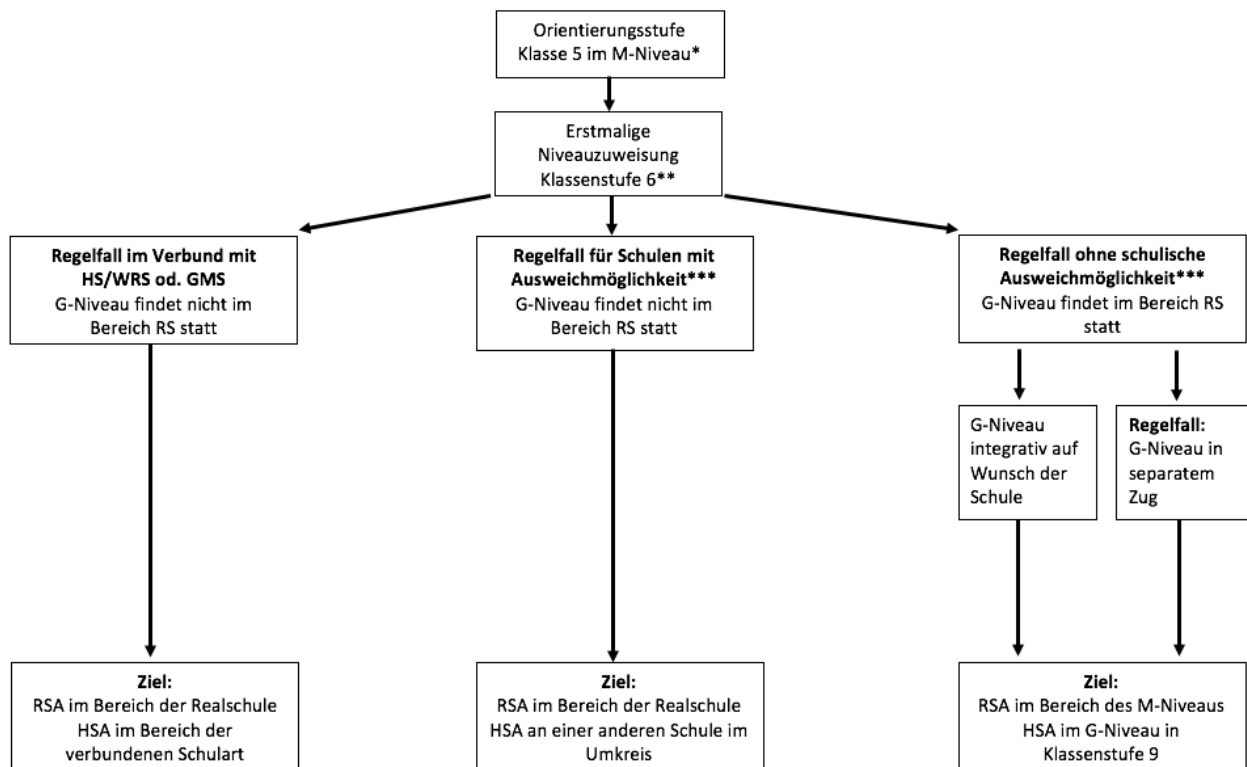 Orientierungsstufe
Klasse 5 im M-Niveau*
Erstmalige
Niveauzuweisung
Klassenstufe 6**
Regelfall im Verbund mit
HS/WRS od. GMS
G-Niveau findet nicht im
Bereich RS statt
Regelfall für Schulen mit
Ausweichmöglichkeit***
G-Niveau findet nicht im
Bereich RS statt
Regelfall ohne schulische
Ausweichmöglichkeit***
G-Niveau findet im Bereich RS
statt
G-Niveau
integrativ auf
Wunsch der
Schule
Regelfall:
G-Niveau in
separatem
Zug
Ziel:
RSA im Bereich der Realschule
HSA im Bereich der
verbundenen Schulart
Ziel:
RSA im Bereich der Realschule
HSA an einer anderen Schule im
Umkreis
Ziel:
RSA im Bereich des M-Niveaus
HSA im G-Niveau in
Klassenstufe 9